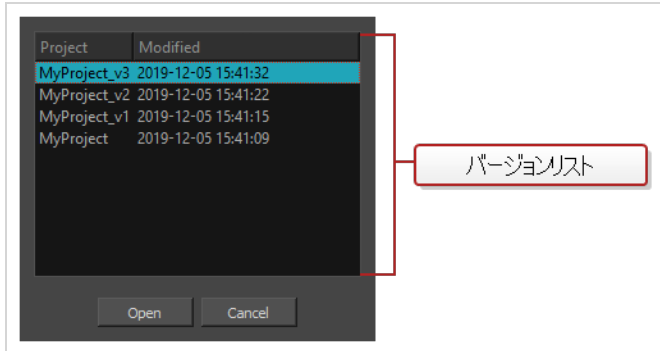 Project Modified
MyProject_v3 2019-12-05 15:41:32
MyProject_v2 2019-12-05 15:41:22
MyProject_v1 2019-12-05 15:41:15
MyProject 2019-12-05 15:41:09
バージョンリスト
Open Cancel